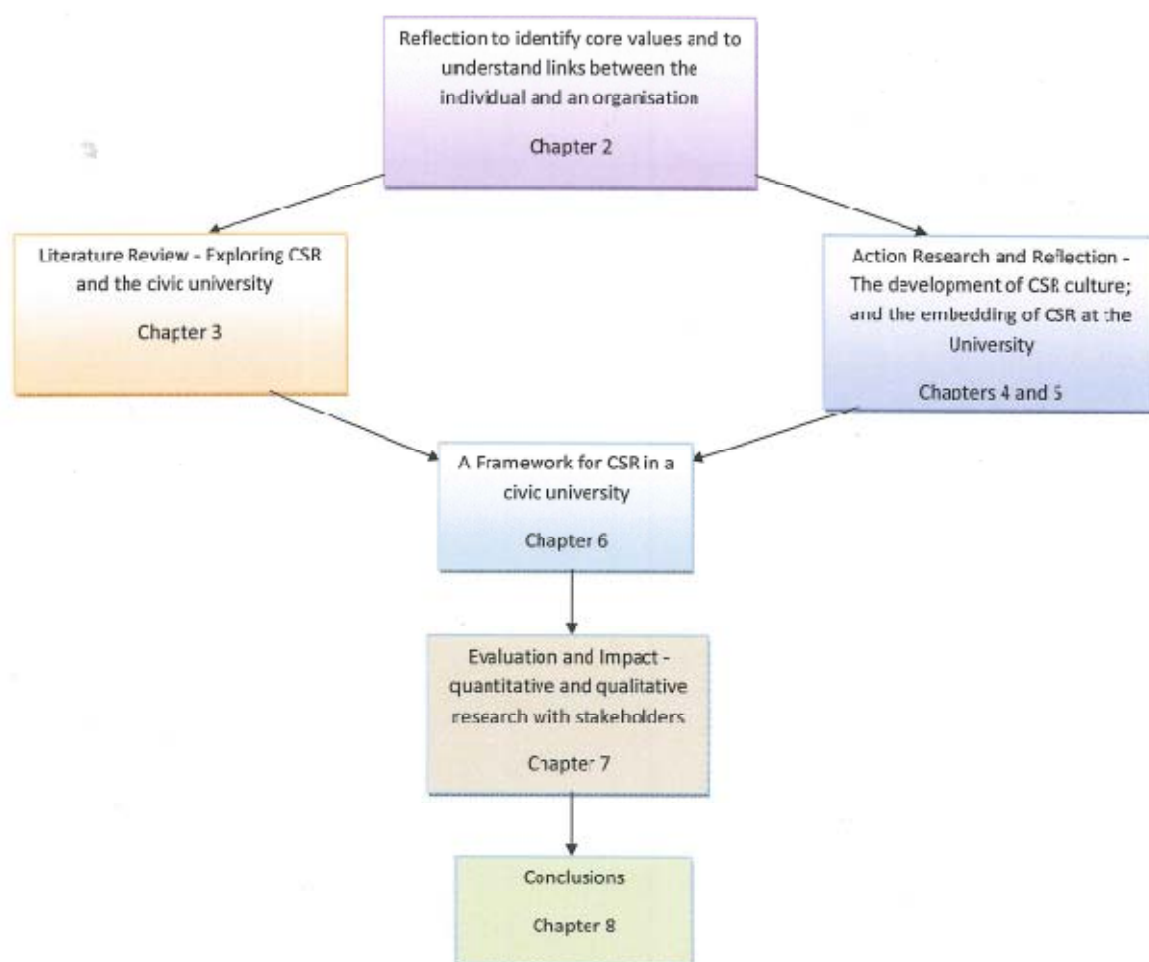 Reflection to identify core values and to
understand links between the
individual and an organisation
Chapter 2
Literature Review - Exploring CSR
and the civic university
Chapter 3
Action Research and Reflection -
The development of CSR culture;
and the embedding of CSR at the
University
Chapters 4 and 5
A Framework for CSR in a
civic university
Chapter 6
Evaluation and Impact -
quantitative and qualitative
research with stakeholders
Chapter 7
Conclusions
Chapter 8